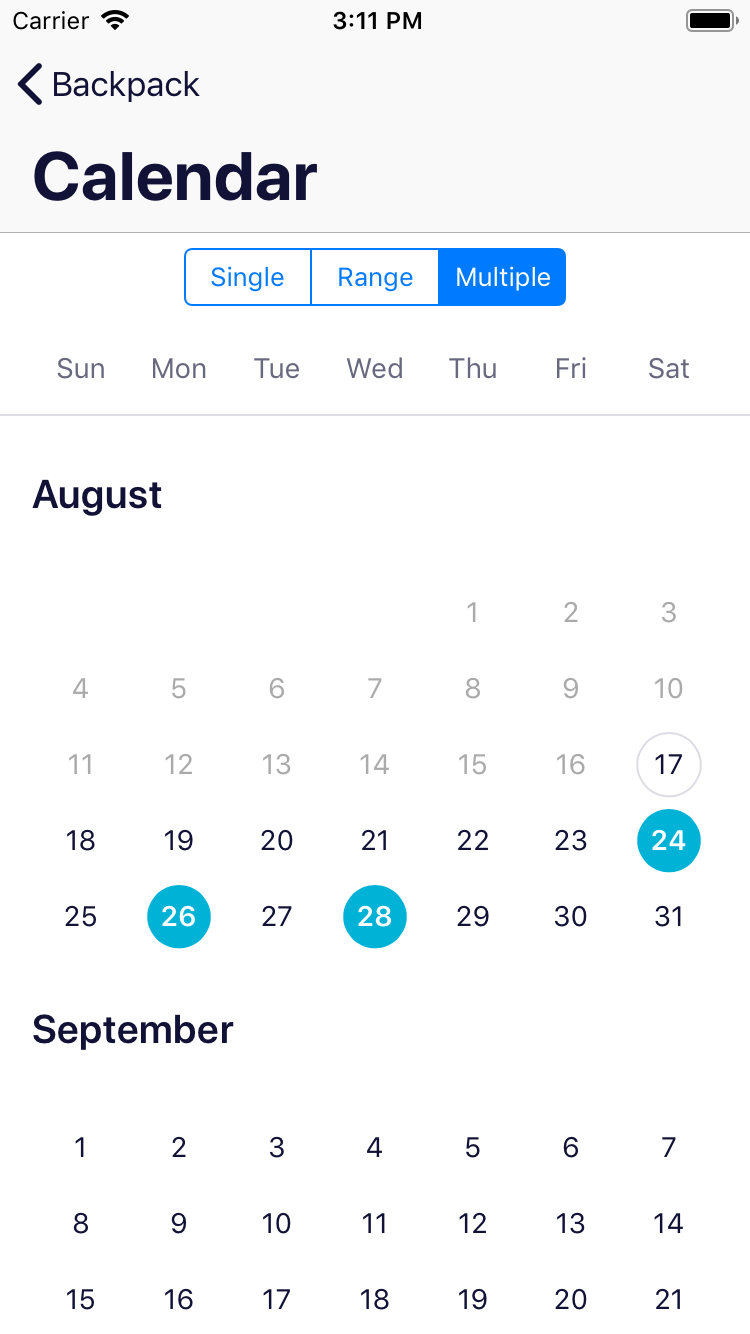 Carrier 3:11 PM
Backpack
Calendar
Single Range Multiple
Sun Mon Tue Wed Thu Fri Sat
August
1 2 3
4 5 6 7 8 9 10
11 12 13 14 15 16 17
18 19 20 21 22 23 24
25 26 27 28 29 30 31
September
1 2 3 4 5 6 7
8 9 10 11 12 13 14
15 16 17 18 19 20 21